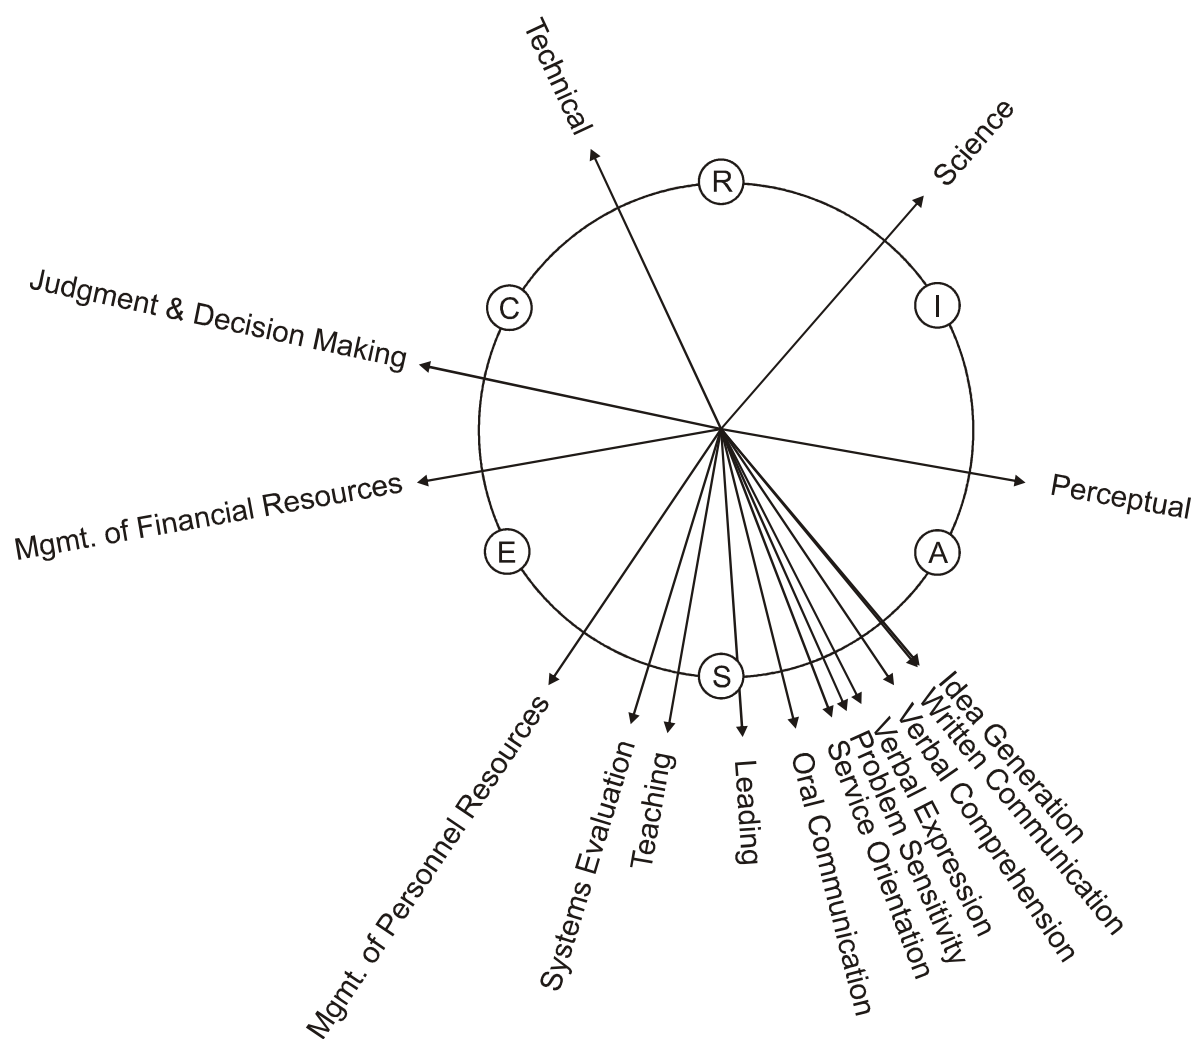 Technical
Science
R
Judgment & Decision Making
C
I
Mgmt. of Financial Resources
Perceptual
E
A
S
Mgmt. of Personnel Resources
Systems Evaluation
Teaching
Leading
Oral Communication
Service Orientation
Problem Sensitivity
Verbal Expression
Verbal Comprehension
Written Communication
Idea Generation